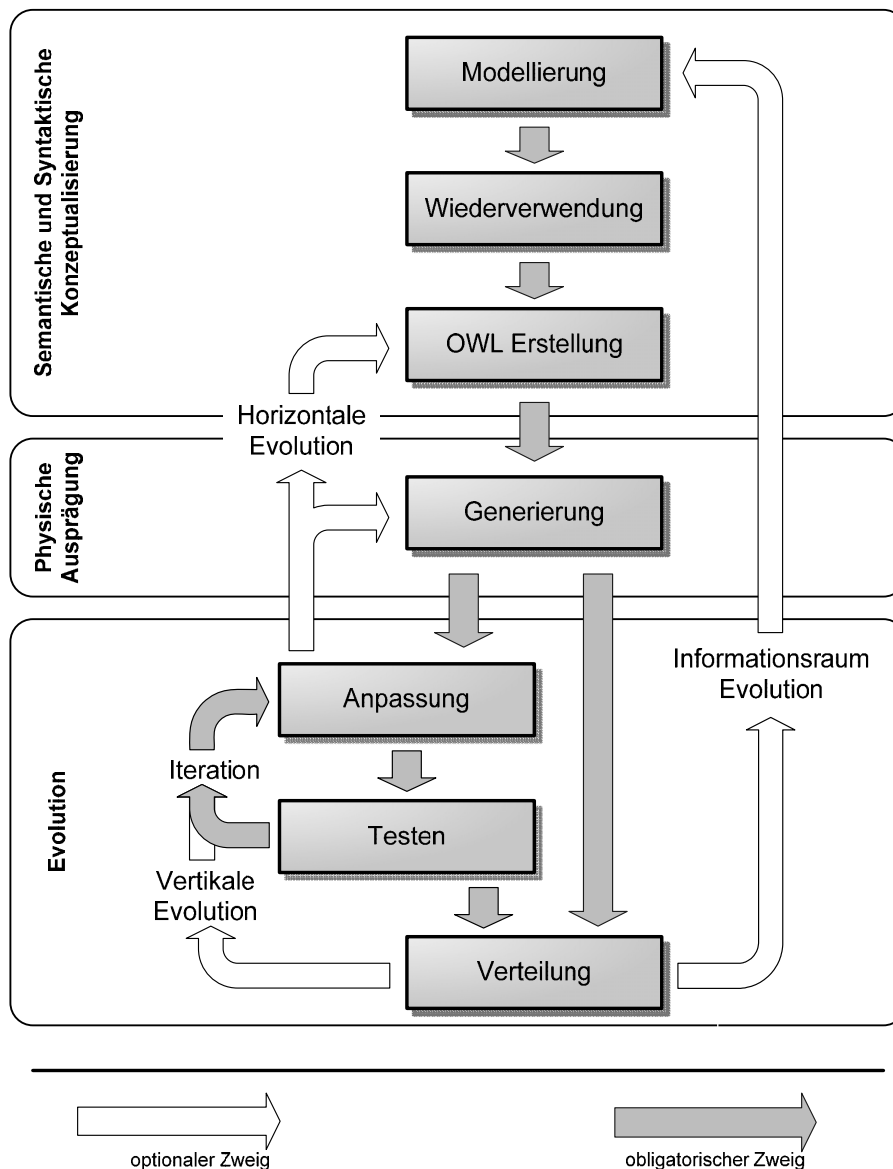 Semantische und Syntaktische
Konzeptualisierung
Modellierung
Wiederverwendung
OWL Erstellung
Horizontale
Evolution
Physische
Ausprägung
Generierung
Evolution
Anpassung
Informationsraum
Evolution
Iteration
Testen
Vertikale
Evolution
Verteilung
optionaler Zweig
obligatorischer Zweig